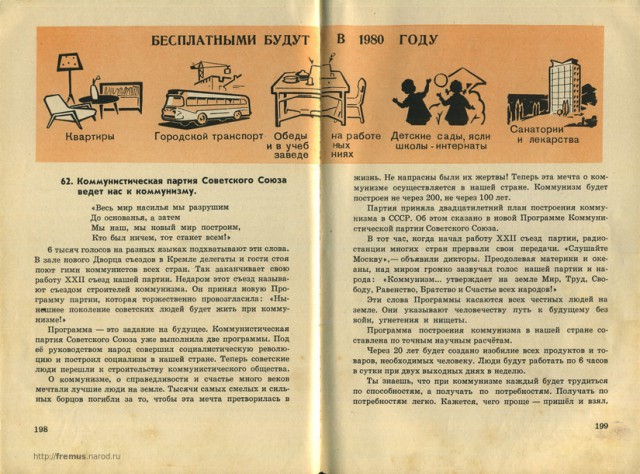 БЕСПЛАТНЫМИ БУДУТ В 1980 ГОДУ
Квартиры
Городской транспорт
Обеды на работе
и в учеб ных
заведе ниях
Детские сады, ясли
школы - интернаты
Санатории
и лекарства
62. Коммунистическая партия Советского Союза
ведет нас к коммунизму.
«Весь мир насилья мы разрушим
До основанья, а затем
Мы наш, мы новый мир построим,
Кто был ничем, тот станет всем!»
6 тысяч голосов на разных языках подхватывают эти слова.
В зале нового Дворца съездов в Кремле делегаты и гости стоя
поют гимн коммунистов всех стран. Так заканчивает свою
работу XXII съезд нашей партии. Недаром этот съезд называ-
ют съездом строителей коммунизма. Он принял новую Про-
грамму партии, которая торжественно провозгласила: «Ны-
нешнее поколение советских людей будет жить при комму-
низме!»
Программа — это задание на будущее. Коммунистическая
партия Советского Союза уже выполнила две программы. Под
её руководством народ совершил социалистическую револю-
цию и построил социализм в нашей стране. Теперь советские
люди перешли к строительству коммунистического общества.
О коммунизме, о справедливости и счастье много веков
мечтали лучшие люди на земле. Тысячи самых смелых и силь-
ных борцов погибли за то, чтобы эта мечта претворилась в
198
жизнь. Не напрасны были их жертвы! Теперь эта мечта о ком-
мунизме осуществляется в нашей стране. Коммунизм будет
построен не через 200, не через 100 лет.
Партия приняла двадцатилетний план построения комму-
низма в СССР. Об этом сказано в новой Программе Коммуни-
стической партии Советского Союза.
В тот час, когда начал работу XXII съезд партии, радио-
станции многих стран прервали свои передачи. «Слушайте
Москву»,— объявили дикторы. Преодолевая материки и оке-
аны, над миром громко зазвучал голос нашей партии и на-
рода: «Коммунизм... утверждает на земле Мир, Труд, Сво-
боду, Равенство, Братство и Счастье всех народов!»
Эти слова Программы касаются всех честных людей на
земле. Они указывают человечеству путь к будущему без
войн, угнетения и нищеты.
Программа построения коммунизма в нашей стране со-
ставлена по точным научным расчётам.
Через 20 лет будет создано изобилие всех продуктов и то-
варов, необходимых человеку. Люди будут работать по 6 часов
в сутки при двух выходных днях в неделю.
Ты знаешь, что при коммунизме каждый будет трудиться
по способностям, а получать по потребностям. Получать по
потребностям легко. Кажется, чего проще — пришёл и взял.
199
http://fremus.narod.ru